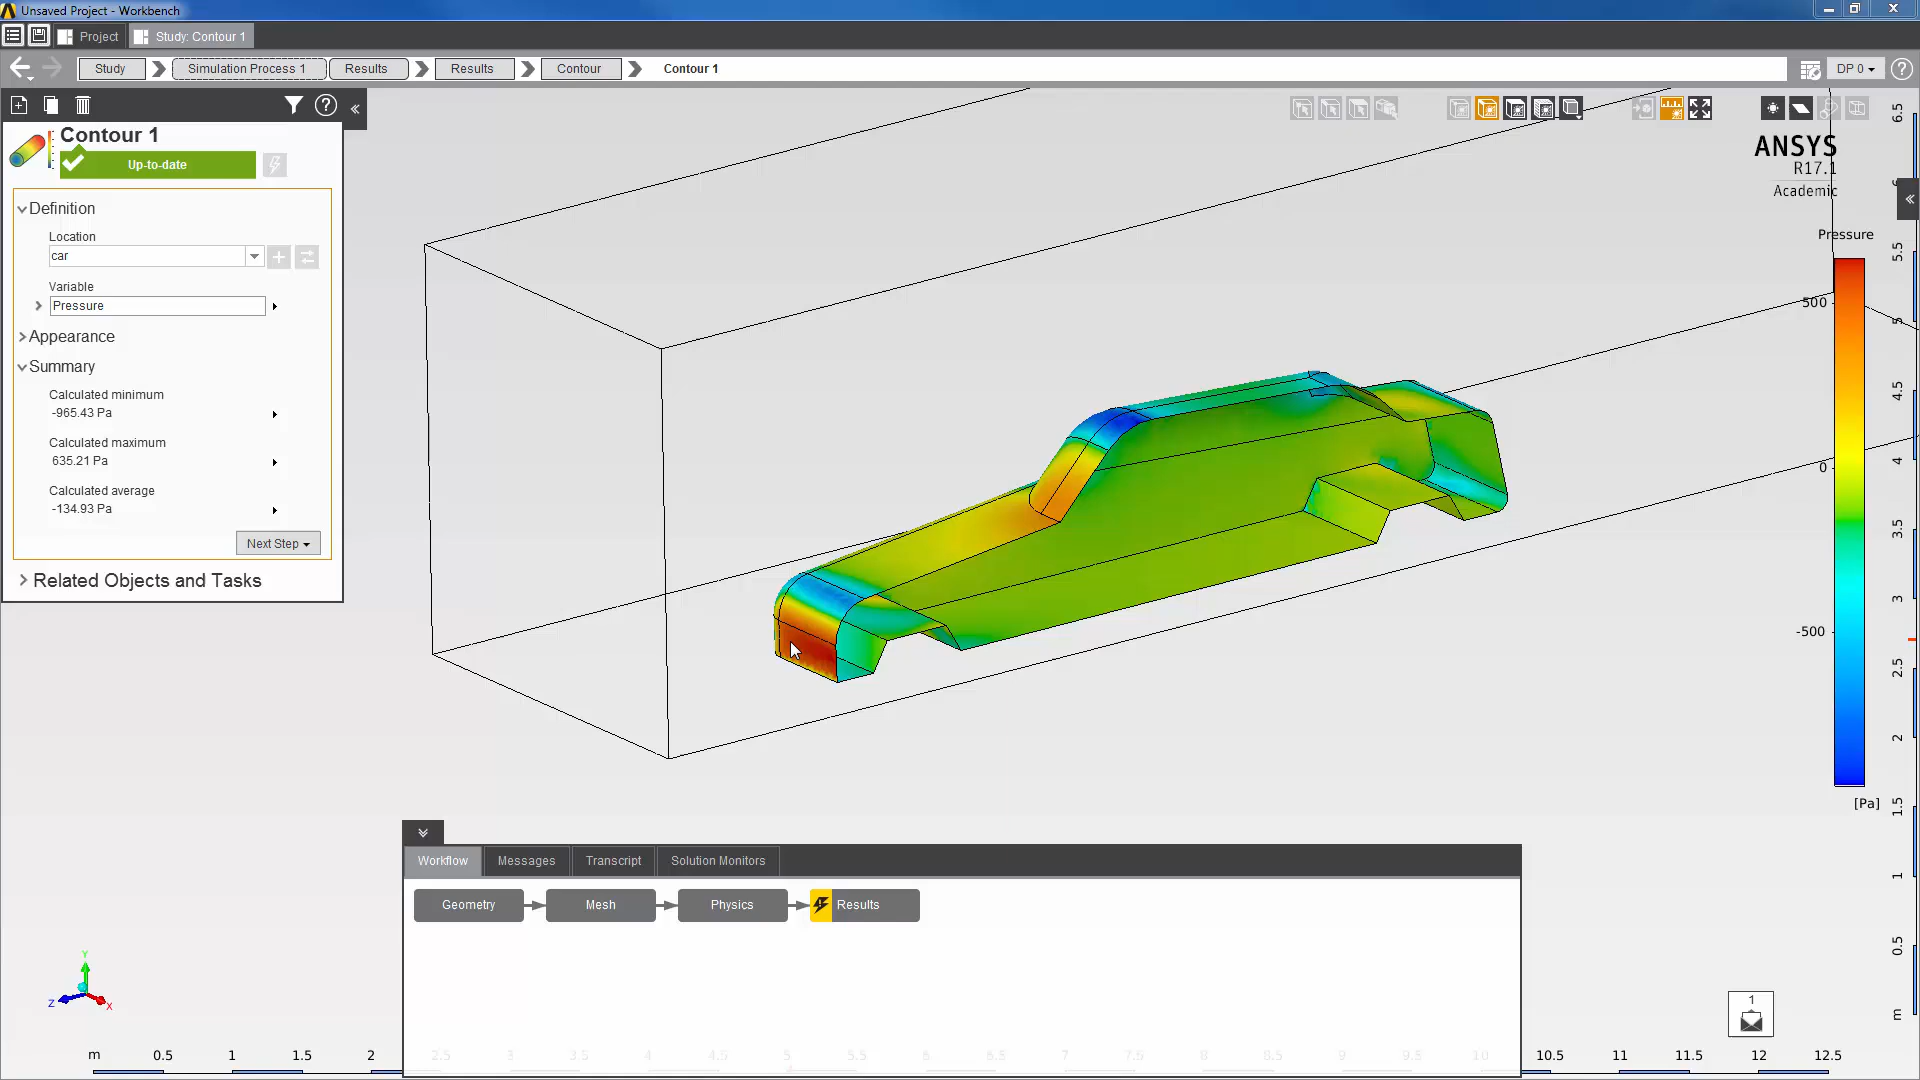 Unsaved Project - Workbench
Project
Study: Contour 1
Study
Simulation Process 1
Results
Results
Contour
Contour 1
DP 0
Contour 1
Up-to-date
Definition
Location
car
Variable
Pressure
Appearance
Summary
Calculated minimum
-965.43 Pa
Calculated maximum
635.21 Pa
Calculated average
-134.93 Pa
Next Step
Related Objects and Tasks
ANSYS
R17.1
Academic
Pressure
500
0
-500
[Pa]
6.5
5.5
5
4.5
4
3.5
3
2.5
2
1.5
1
0.5
m
Workflow
Messages
Transcript
Solution Monitors
Geometry
Mesh
Physics
Results
Y
Z
X
1
m 0.5 1 1.5 2 2.5 3 3.5 4 4.5 5 5.5 6 6.5 7 7.5 8 8.5 9 9.5 10 10.5 11 11.5 12 12.5